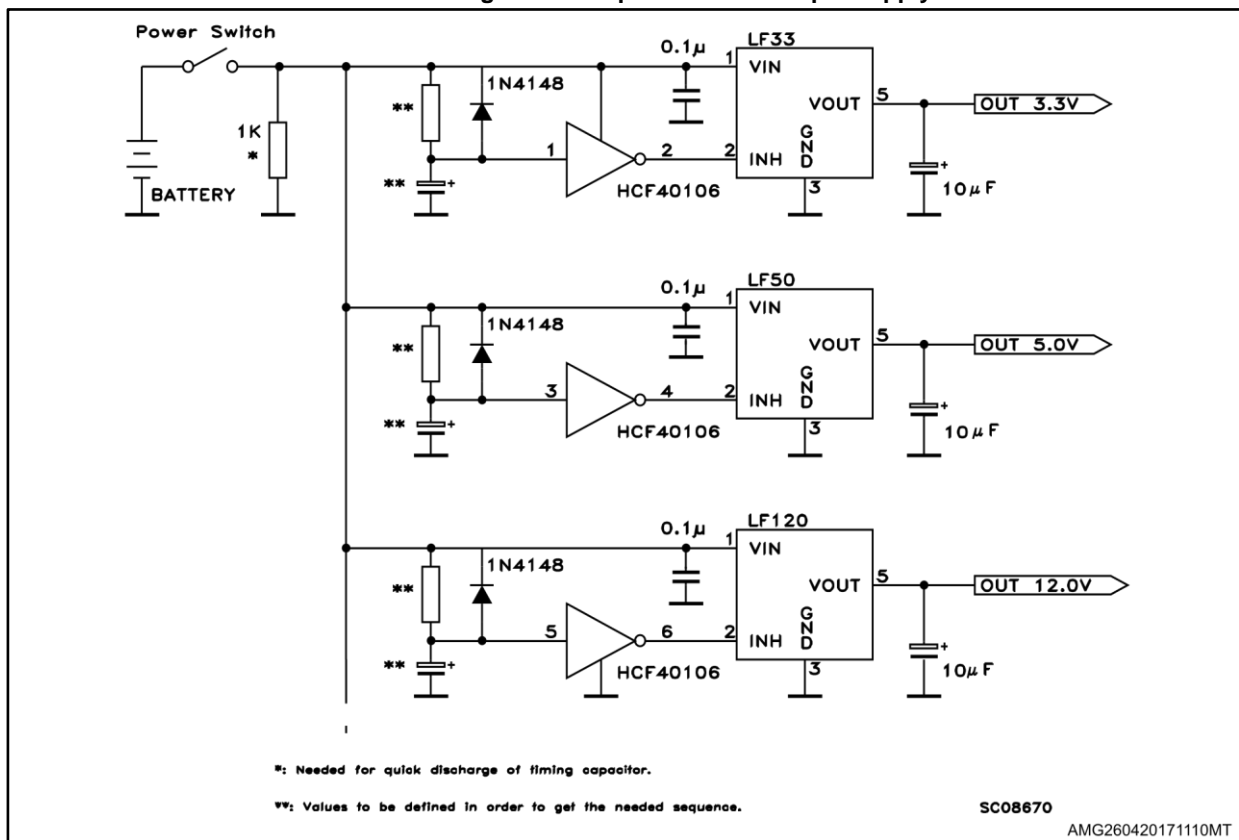 Power Switch
1K
*
BATTERY
**
1N4148
**
1
2
HCF40106
0.1μ
LF33
1
VIN
VOUT
5
2
INH
GND
3
OUT 3.3V
+
10μF
**
1N4148
**
3
4
HCF40106
0.1μ
LF50
1
VIN
VOUT
5
2
INH
GND
3
OUT 5.0V
+
10μF
**
1N4148
**
5
6
HCF40106
0.1μ
LF120
1
VIN
VOUT
5
2
INH
GND
3
OUT 12.0V
+
10μF
*: Needed for quick discharge of timing capacitor.
**: Values to be defined in order to get the needed sequence.
SC08670
AMG260420171110MT